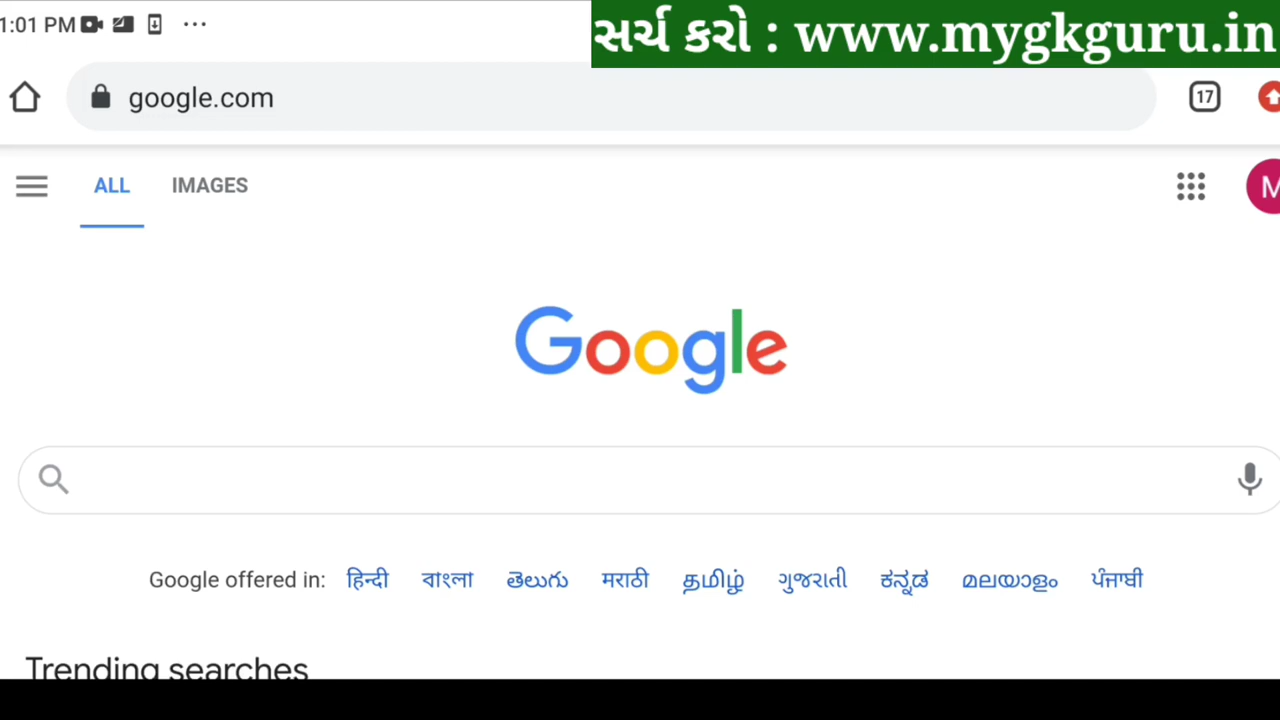 1:01 PM
સર્ચ કરો : www.mygkguru.in
google.com
17
ALL IMAGES
M
Google
Google offered in: हिन्दी বাংলা తెలుగు मराठी தமிழ் ગુજરાતી ಕನ್ನಡ മലയാളം ਪੰਜਾਬੀ
Trending searches